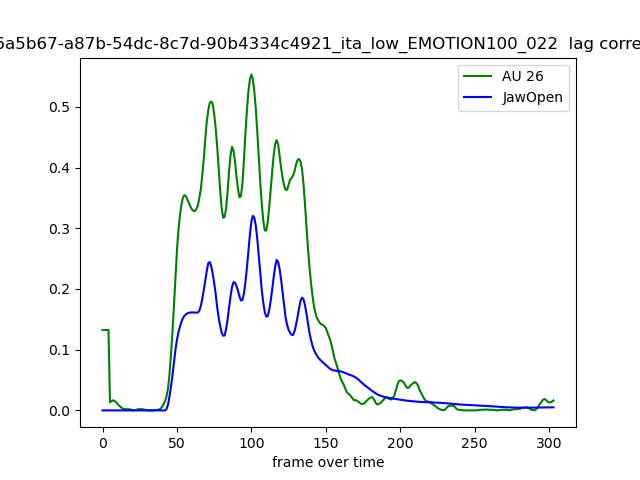 6a5b67-a87b-54dc-8c7d-90b4334c4921_ita_low_EMOTION100_022 lag corre
AU 26
JawOpen
0.5
0.4
0.3
0.2
0.1
0.0
0 50 100 150 200 250 300
frame over time